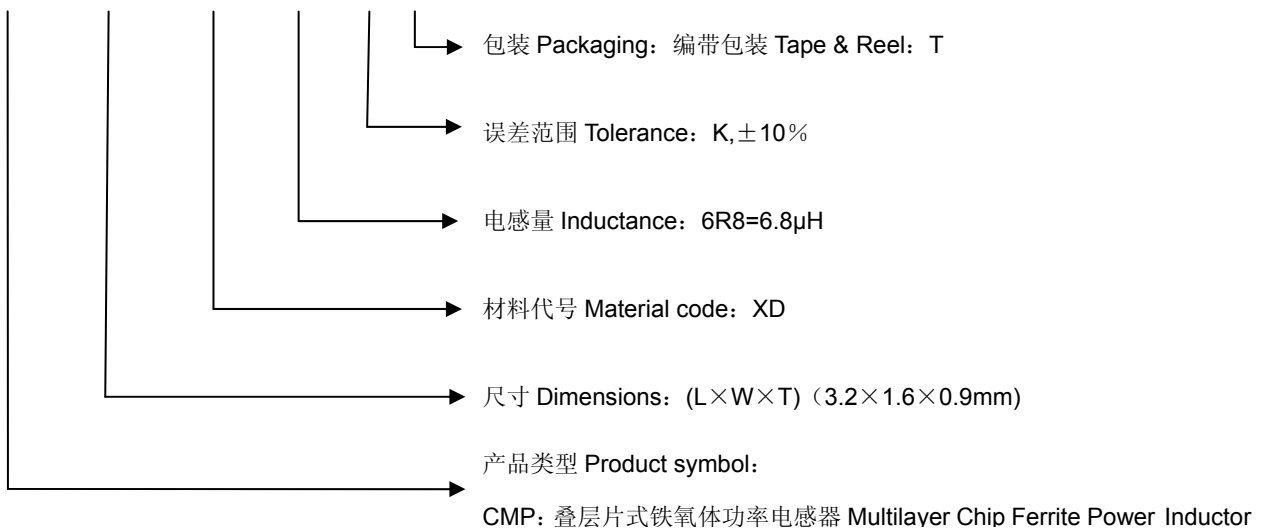 包装 Packaging：编带包装 Tape & Reel：T
误差范围 Tolerance：K,±10％
电感量 Inductance：6R8=6.8μH
材料代号 Material code：XD
尺寸 Dimensions：(L×W×T)（3.2×1.6×0.9mm)
产品类型 Product symbol：
CMP：叠层片式铁氧体功率电感器 Multilayer Chip Ferrite Power Inductor